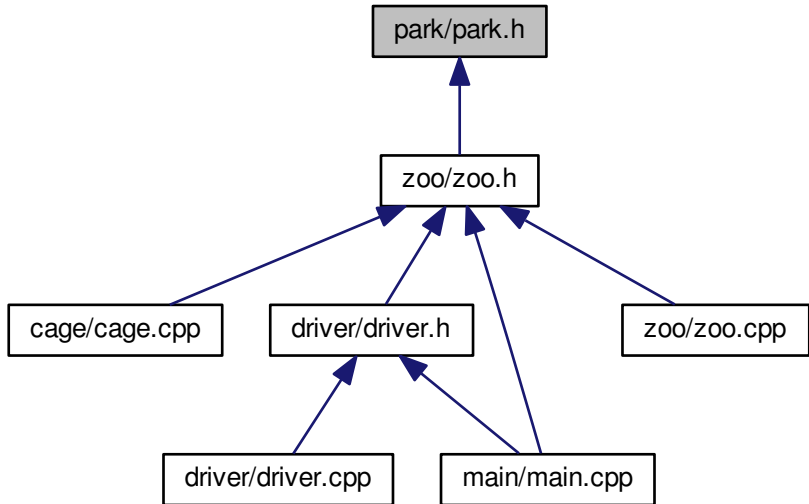 park/park.h
zoo/zoo.h
cage/cage.cpp
driver/driver.h
zoo/zoo.cpp
driver/driver.cpp
main/main.cpp